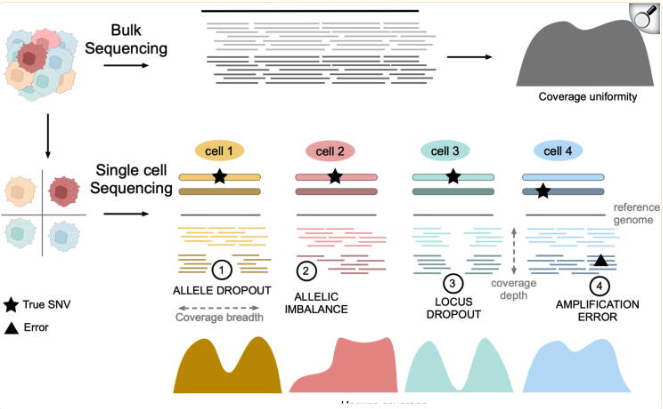 Bulk
Sequencing
Coverage uniformity
Single cell
Sequencing
cell 1
cell 2
cell 3
cell 4
reference
genome
1
2
3
4
ALLELE DROPOUT
ALLELIC
IMBALANCE
LOCUS
DROPOUT
coverage
depth
AMPLIFICATION
ERROR
Coverage breadth
True SNV
Error